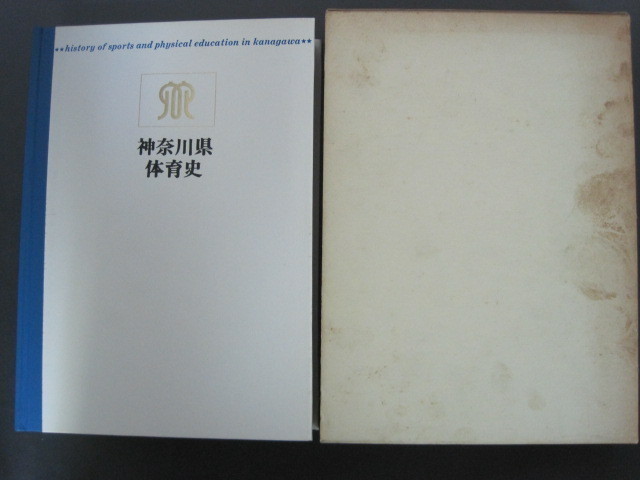 ★★history of sports and physical education in kanagawa★★
神奈川県
体育史